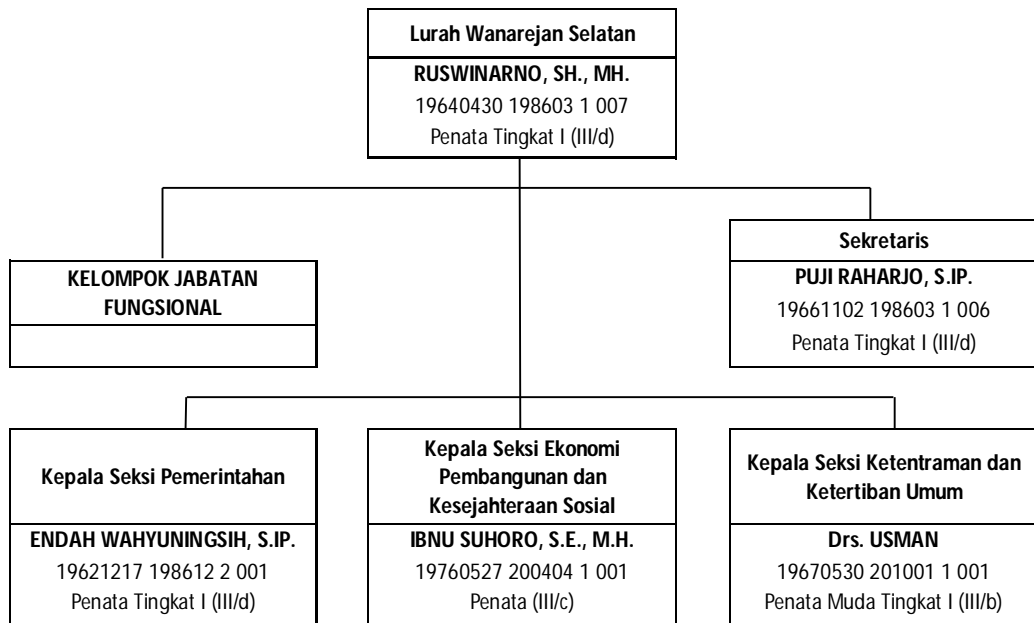 Lurah Wanarejan Selatan
RUSWINARNO, SH., MH.
19640430 198603 1 007
Penata Tingkat I (III/d)
KELOMPOK JABATAN
FUNGSIONAL
Sekretaris
PUJI RAHARJO, S.IP.
19661102 198603 1 006
Penata Tingkat I (III/d)
Kepala Seksi Pemerintahan
ENDAH WAHYUNINGSIH, S.IP.
19621217 198612 2 001
Penata Tingkat I (III/d)
Kepala Seksi Ekonomi
Pembangunan dan
Kesejahteraan Sosial
IBNU SUHORO, S.E., M.H.
19760527 200404 1 001
Penata (III/c)
Kepala Seksi Ketentraman dan
Ketertiban Umum
Drs. USMAN
19670530 201001 1 001
Penata Muda Tingkat I (III/b)